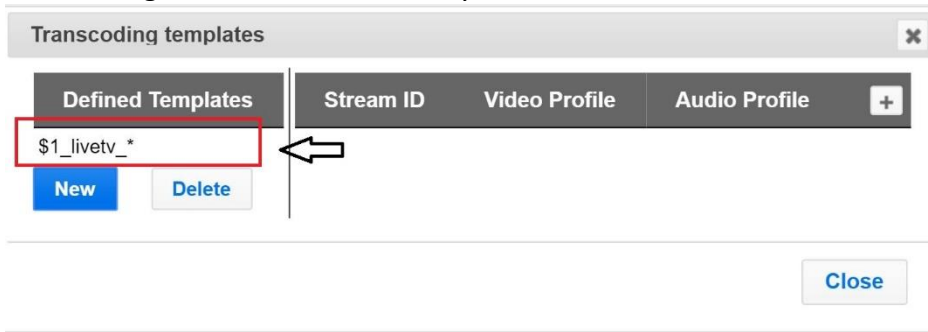 Transcoding templates
Defined Templates Stream ID Video Profile Audio Profile +
$1_livetv_*
New Delete
Close